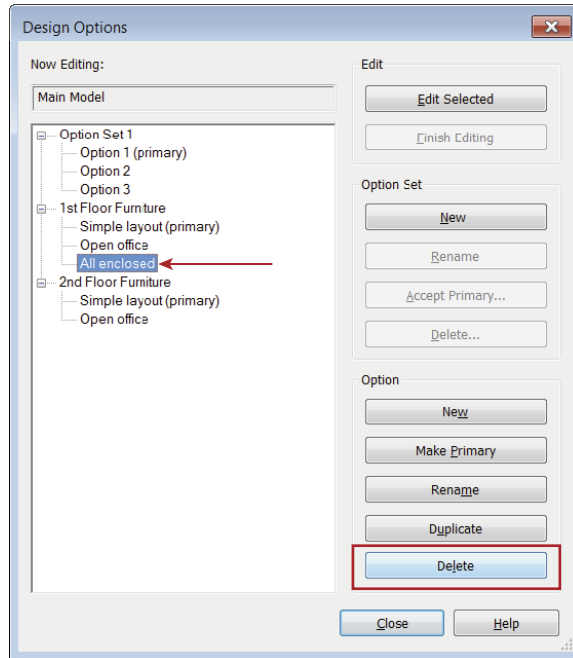 Design Options
Now Editing:
Main Model
Option Set 1
Option 1 (primary)
Option 2
Option 3
1st Floor Furniture
Simple layout (primary)
Open office
All enclosed
2nd Floor Furniture
Simple layout (primary)
Open office
Edit
Edit Selected
Finish Editing
Option Set
New
Rename
Accept Primary...
Delete...
Option
New
Make Primary
Rename
Duplicate
Delete
Close
Help